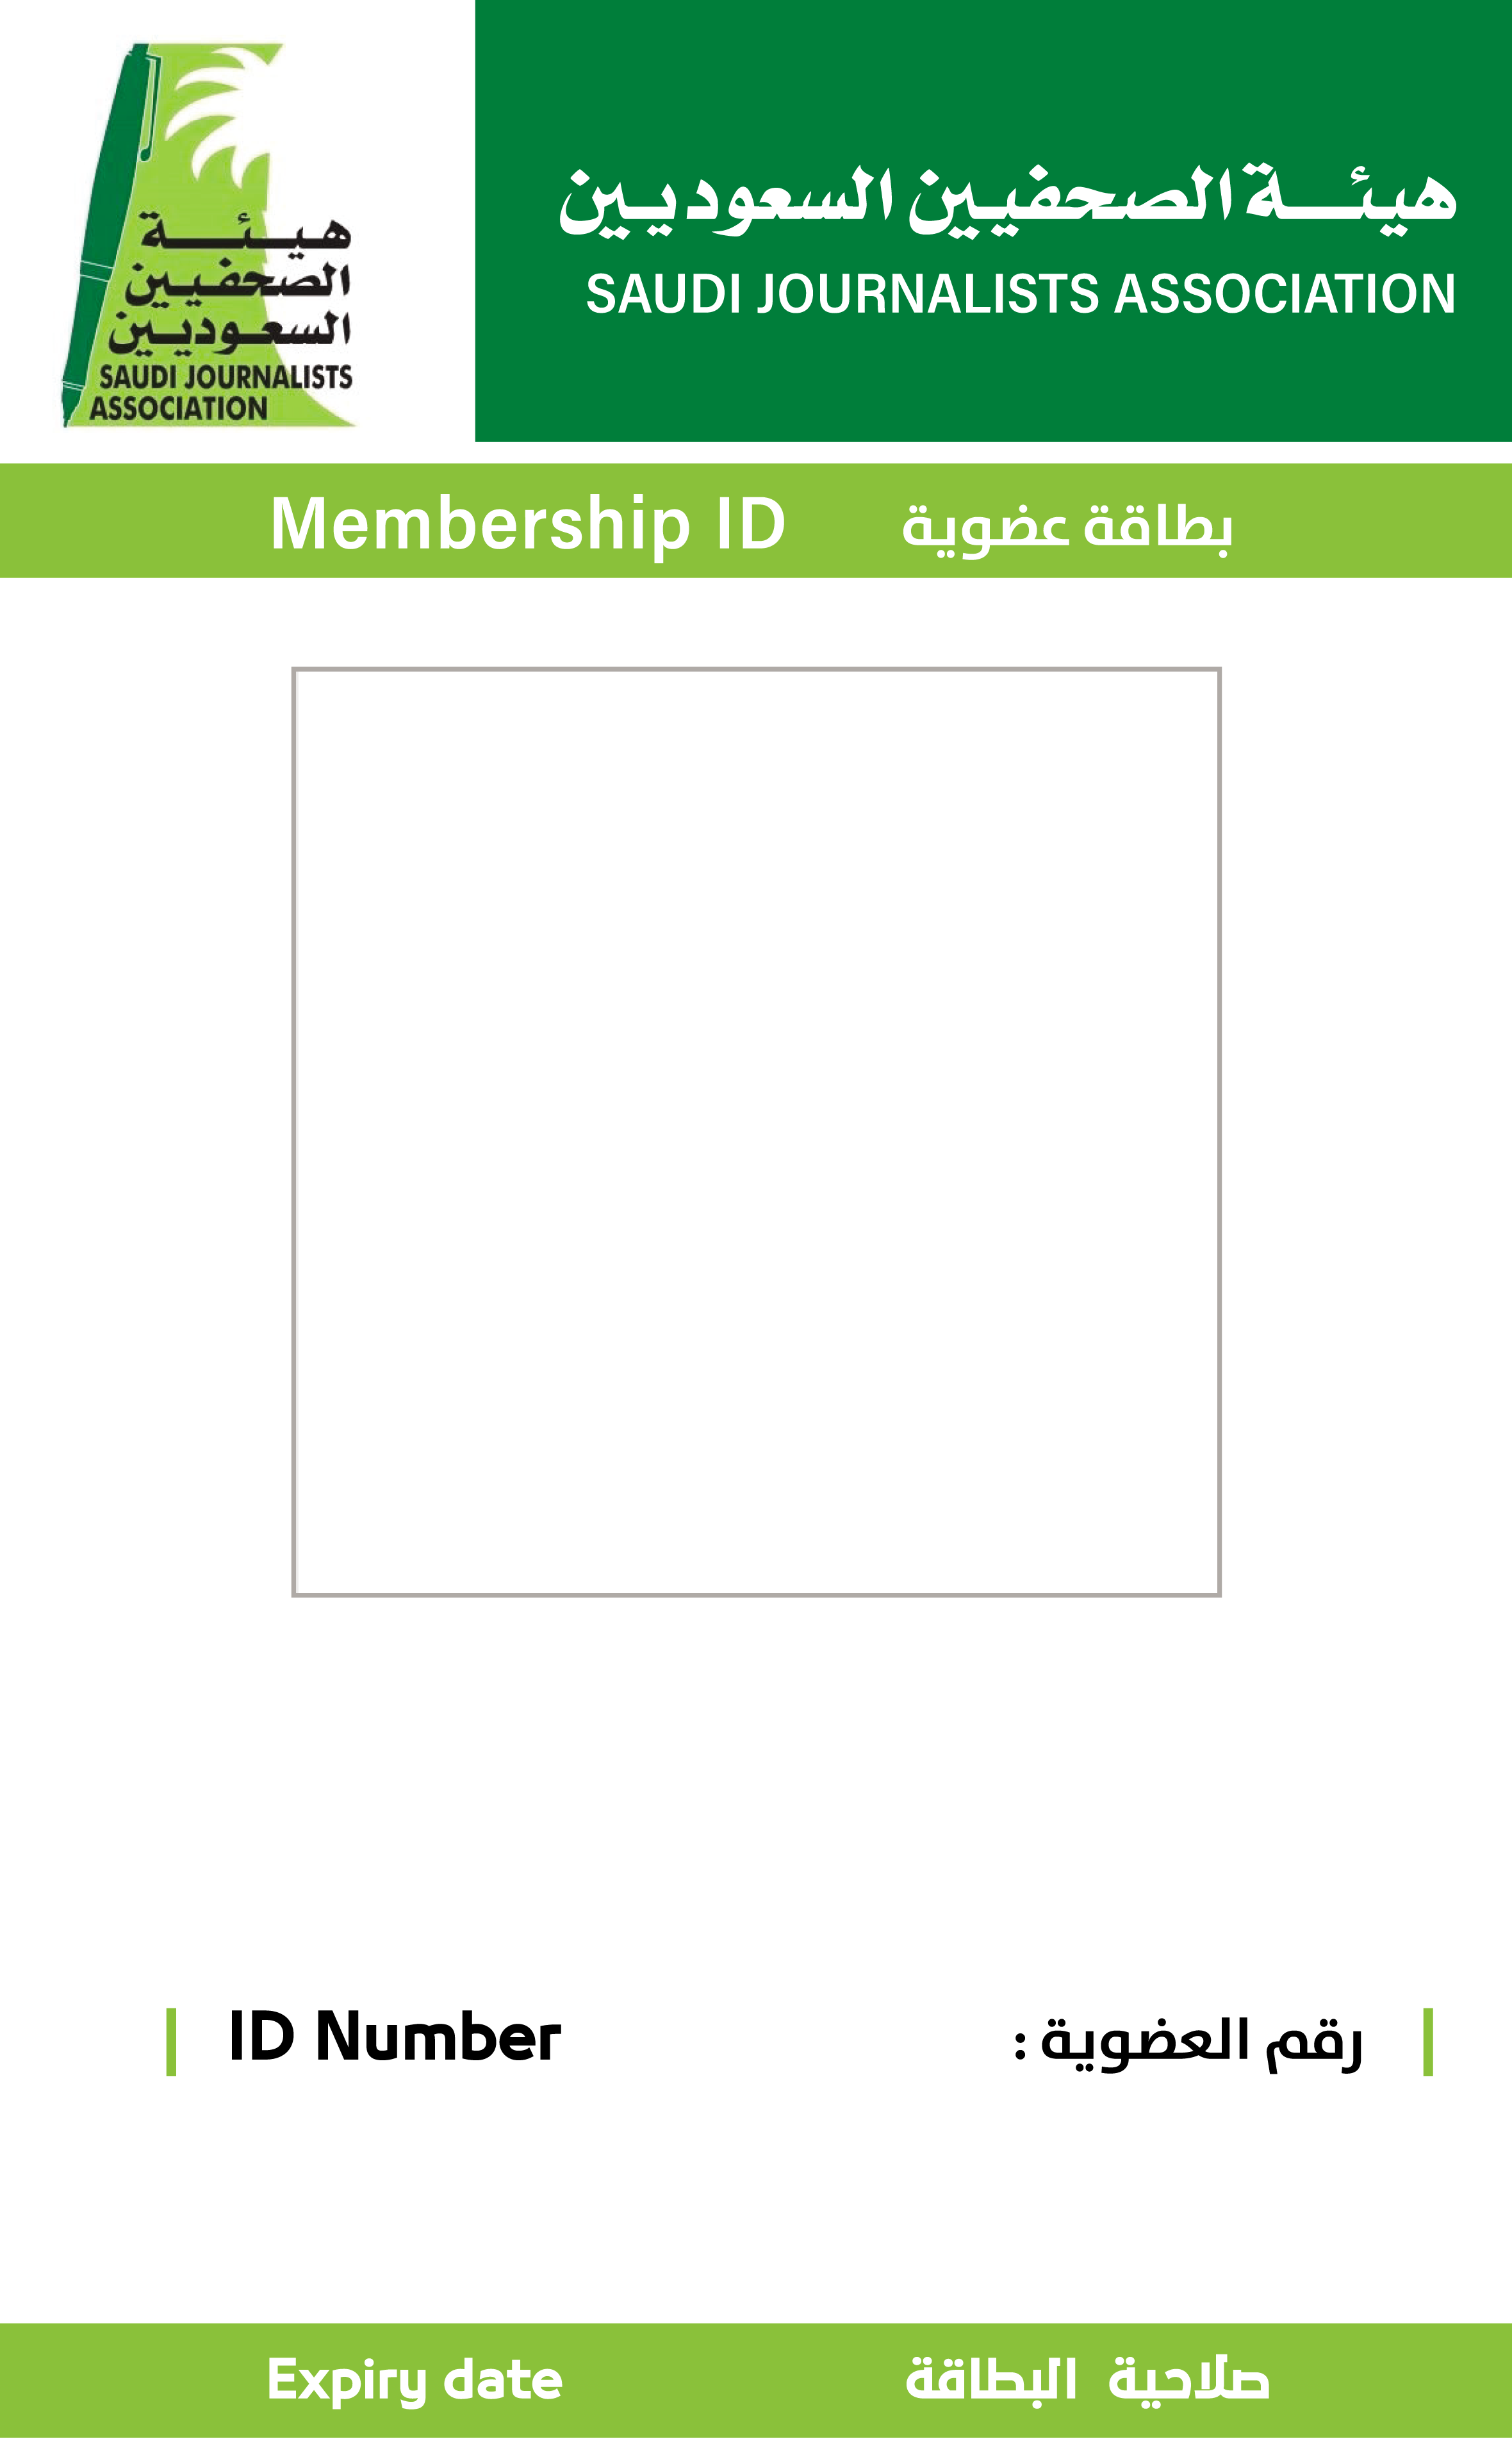 هيئة
الصحفيين
السعوديين
SAUDI JOURNALISTS
ASSOCIATION
هيئة الصحفيين السعوديين
SAUDI JOURNALISTS ASSOCIATION
Membership ID بطاقة عضوية
ID Number رقم العضوية :
Expiry date صلاحية البطاقة